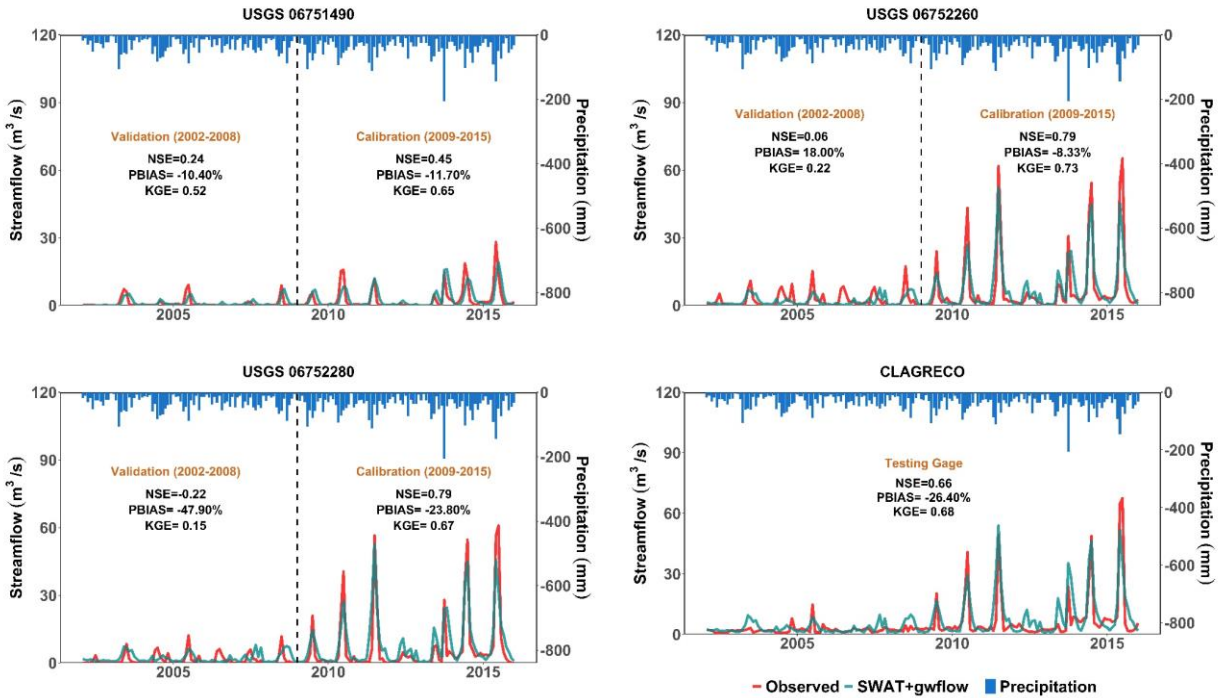 USGS 06751490
120
90
60
30
0
Streamflow (m³/s)
0
-200
-400
-600
-800
Precipitation (mm)
Validation (2002-2008)
NSE=0.24
PBIAS= -10.40%
KGE= 0.52
Calibration (2009-2015)
NSE=0.45
PBIAS= -11.70%
KGE= 0.65
2005
2010
2015
USGS 06752260
120
90
60
30
0
Streamflow (m³/s)
0
-200
-400
-600
-800
Precipitation (mm)
Validation (2002-2008)
NSE=0.06
PBIAS= 18.00%
KGE= 0.22
Calibration (2009-2015)
NSE=0.79
PBIAS= -8.33%
KGE= 0.73
2005
2010
2015
USGS 06752280
120
90
60
30
0
Streamflow (m³/s)
0
-200
-400
-600
-800
Precipitation (mm)
Validation (2002-2008)
NSE=-0.22
PBIAS= -47.90%
KGE= 0.15
Calibration (2009-2015)
NSE=0.79
PBIAS= -23.80%
KGE= 0.67
2005
2010
2015
CLAGRECO
120
90
60
30
0
Streamflow (m³/s)
0
-200
-400
-600
-800
Precipitation (mm)
Testing Gage
NSE=0.66
PBIAS= -26.40%
KGE= 0.68
2005
2010
2015
Observed SWAT+gwflow Precipitation